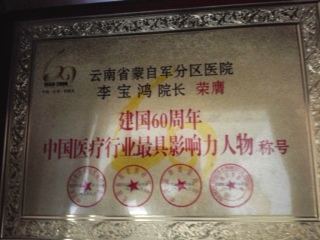 云南省蒙自军分区医院
李宝鸿院长 荣膺
建国60周年
中国医疗行业最具影响力人物 称号